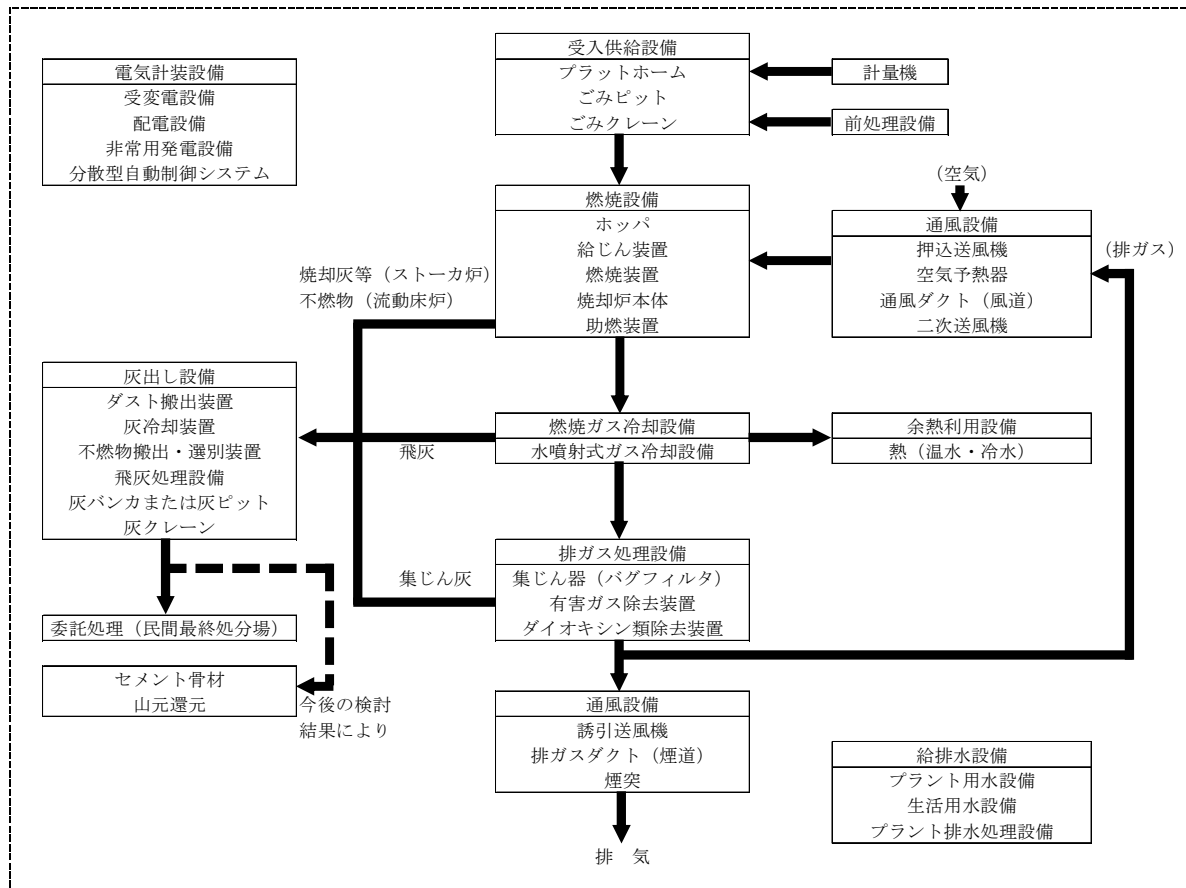 電気計装設備
受変電設備
配電設備
非常用発電設備
分散型自動制御システム
受入供給設備
プラットホーム
ごみピット
ごみクレーン
計量機
前処理設備
(空気)
燃焼設備
ホッパ
給じん装置
燃焼装置
焼却炉本体
助燃装置
通風設備
押込送風機
空気予熱器
通風ダクト（風道）
二次送風機
(排ガス)
焼却灰等（ストーカ炉）
不燃物（流動床炉）
灰出し設備
ダスト搬出装置
灰冷却装置
不燃物搬出・選別装置
飛灰処理設備
灰バンカまたは灰ピット
灰クレーン
飛灰
燃焼ガス冷却設備
水噴射式ガス冷却設備
余熱利用設備
熱（温水・冷水）
集じん灰
排ガス処理設備
集じん器（バグフィルタ）
有害ガス除去装置
ダイオキシン類除去装置
委託処理（民間最終処分場）
セメント骨材
山元還元
今後の検討
結果により
通風設備
誘引送風機
排ガスダクト（煙道）
煙突
排　気
給排水設備
プラント用水設備
生活用水設備
プラント排水処理設備